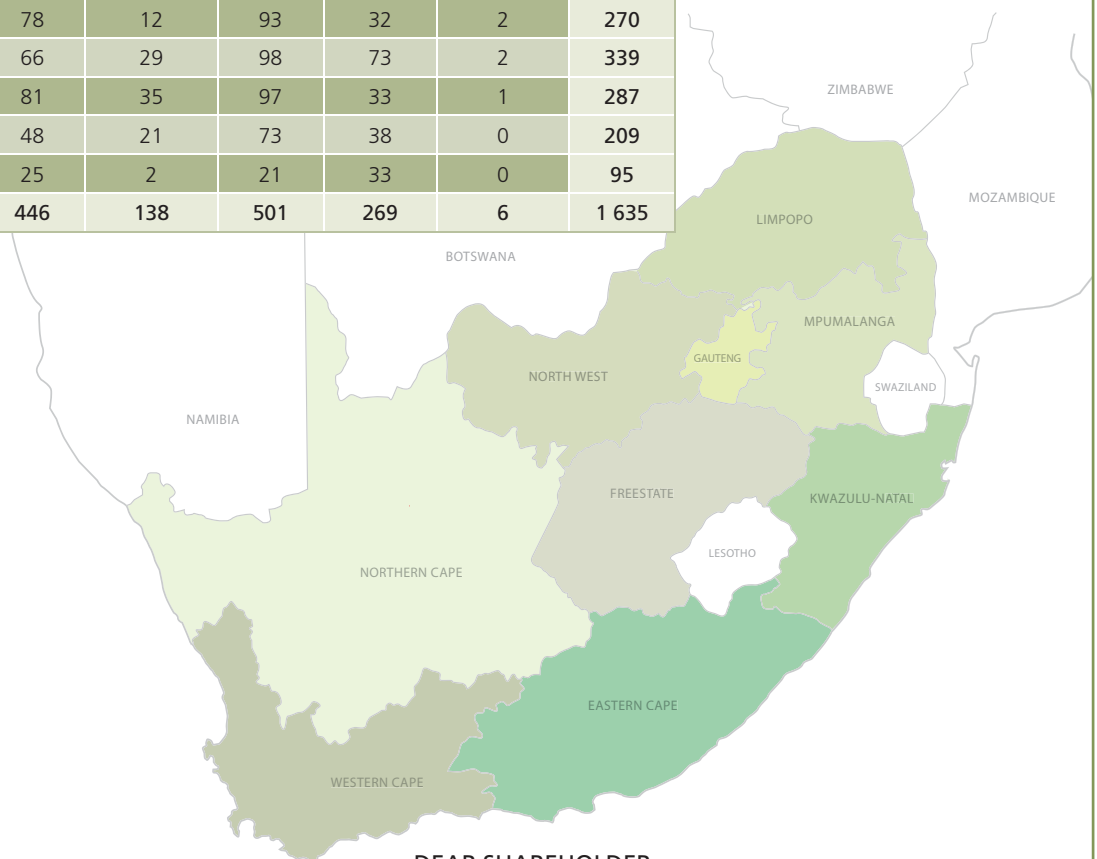 78 12 93 32 2 270
66 29 98 73 2 339
81 35 97 33 1 287
48 21 73 38 0 209
25 2 21 33 0 95
446 138 501 269 6 1 635
ZIMBABWE
MOZAMBIQUE
LIMPOPO
BOTSWANA
MPUMALANGA
GAUTENG
NORTH WEST
SWAZILAND
NAMIBIA
FREESTATE
KWAZULU-NATAL
LESOTHO
NORTHERN CAPE
EASTERN CAPE
WESTERN CAPE
DEAR SHAREHOLDER